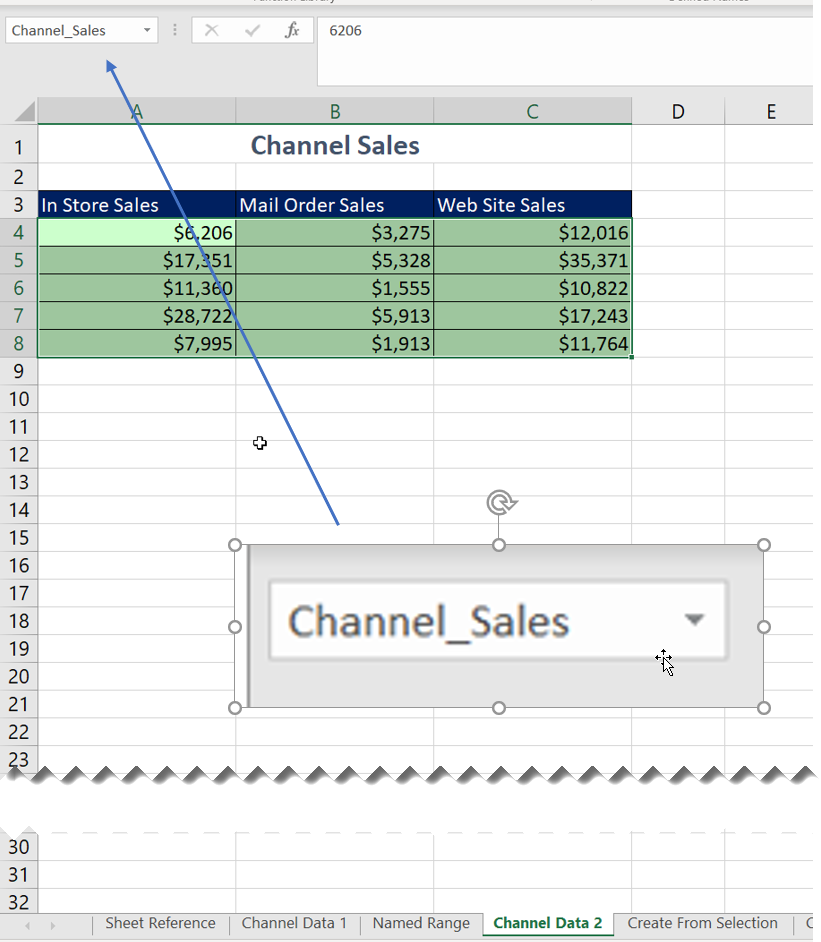 Channel_Sales fx 6206
A B C D E
1 Channel Sales
2
3 In Store Sales Mail Order Sales Web Site Sales
4 $6,206 $3,275 $12,016
5 $17,351 $5,328 $35,371
6 $11,360 $1,555 $10,822
7 $28,722 $5,913 $17,243
8 $7,995 $1,913 $11,764
9
10
11
12
13
14
15
16
17
18 Channel_Sales
19
20
21
22
23
30
31
32
Sheet Reference Channel Data 1 Named Range Channel Data 2 Create From Selection